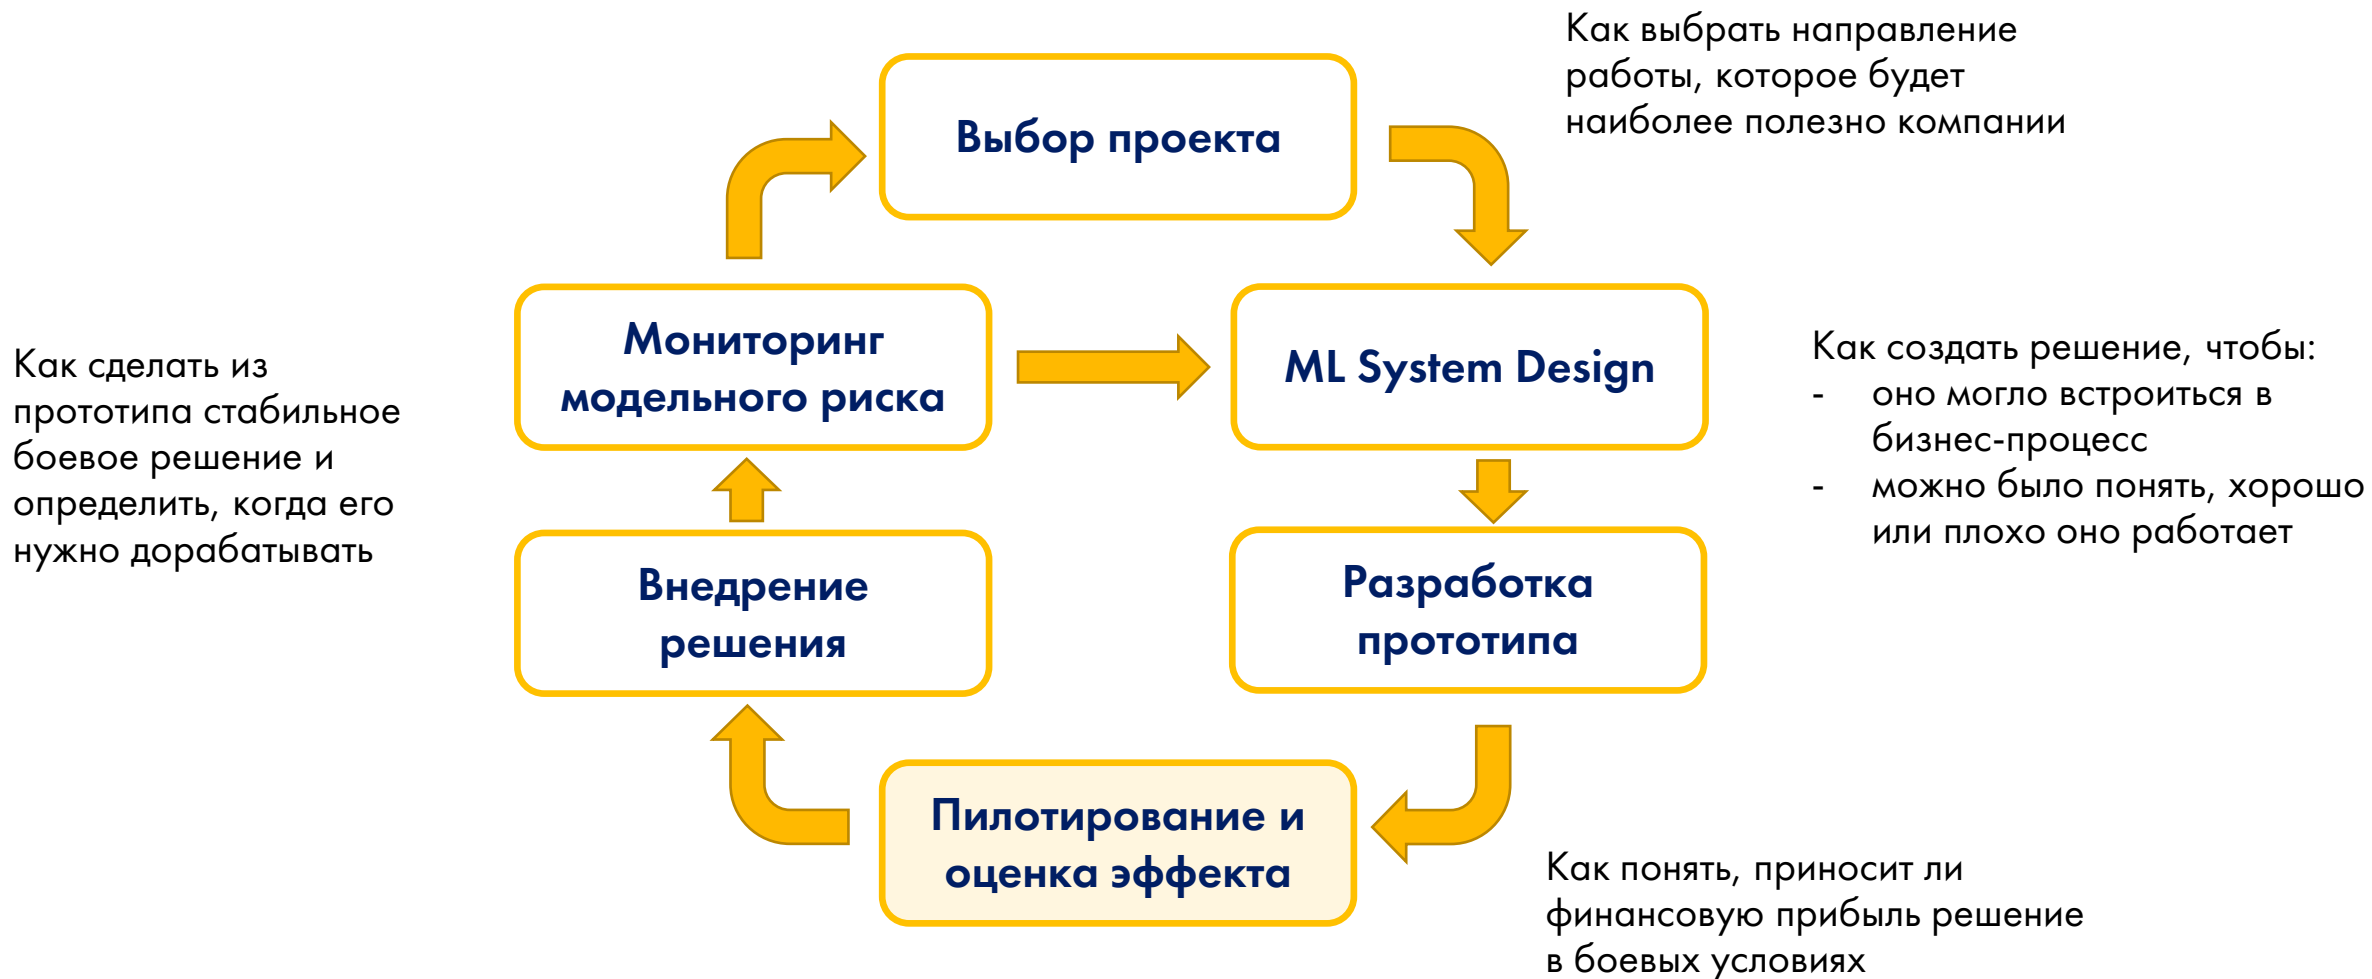 Как выбрать направление
работы, которое будет
наиболее полезно компании
Выбор проекта
Мониторинг
модельного риска
ML System Design
Как сделать из
прототипа стабильное
боевое решение и
определить, когда его
нужно дорабатывать
Как создать решение, чтобы:
- оно могло встроиться в
бизнес-процесс
- можно было понять, хорошо
или плохо оно работает
Внедрение
решения
Разработка
прототипа
Пилотирование и
оценка эффекта
Как понять, приносит ли
финансовую прибыль решение
в боевых условиях